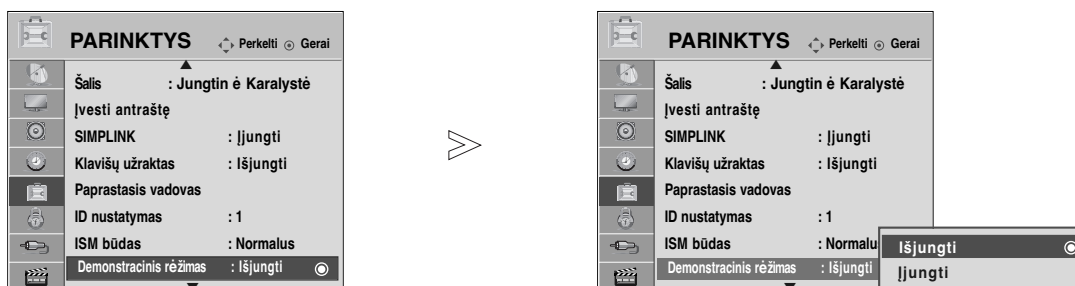 PARINKTYS Perkelti Gerai
Šalis : Jungtin ė Karalystė
Įvesti antraštę
SIMPLINK : Įjungti
Klavišų užraktas : Išjungti
Paprastasis vadovas
ID nustatymas : 1
ISM būdas : Normalus
Demonstracinis rėžimas : Išjungti
PARINKTYS Perkelti Gerai
Šalis : Jungtin ė Karalystė
Įvesti antraštę
SIMPLINK : Įjungti
Klavišų užraktas : Išjungti
Paprastasis vadovas
ID nustatymas : 1
ISM būdas : Normalu
Demonstracinis rėžimas : Išjungti
Išjungti
Įjungti